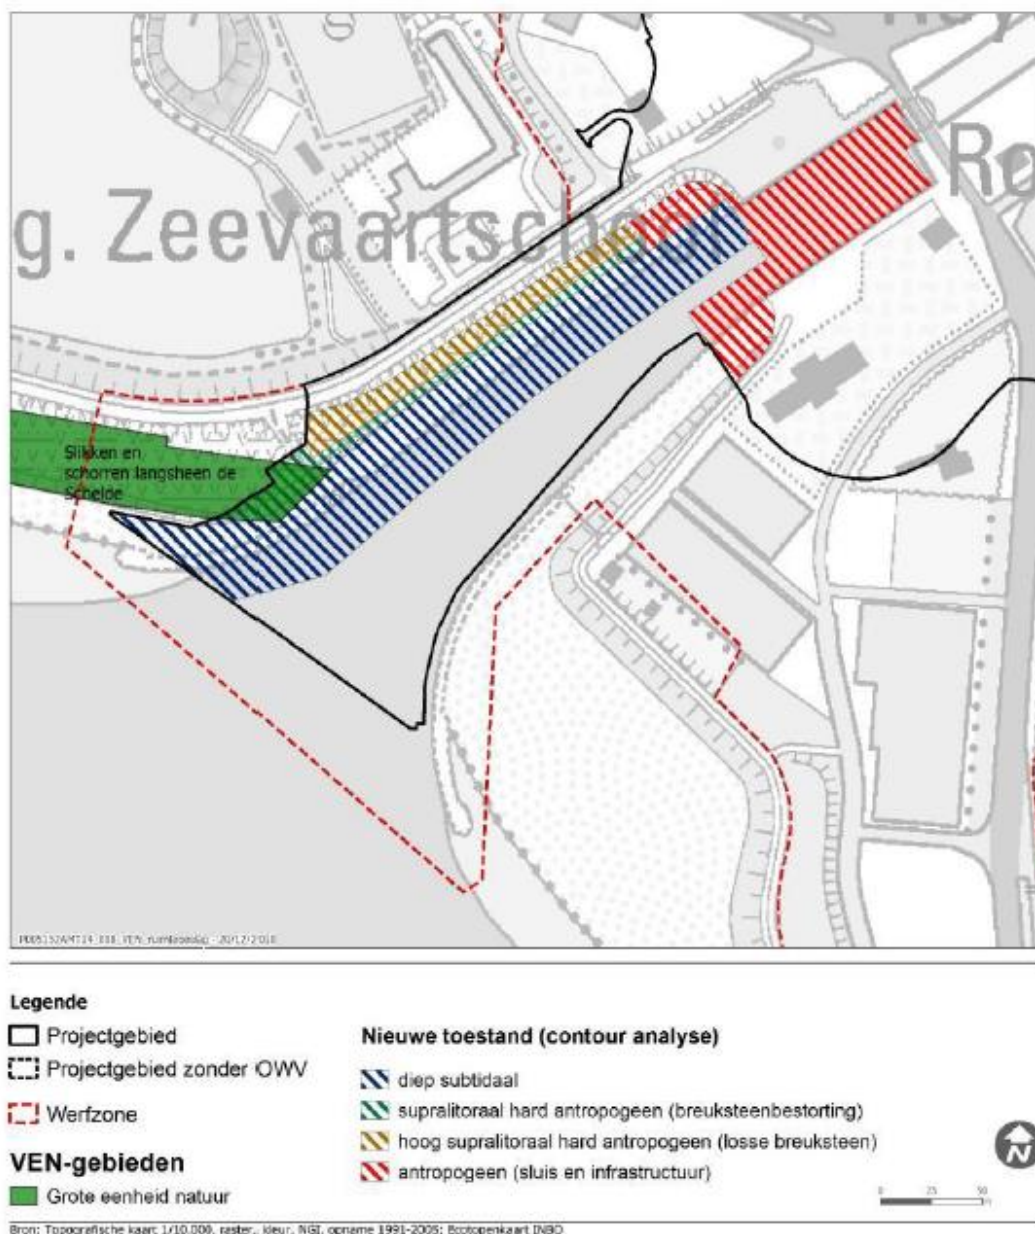 g. Zeevaartschool
Ro
Slikken en
schorren langsheen de
Schelde
Legende
Projectgebied
Projectgebied zonder OWV
Werfzone
VEN-gebieden
Grote eenheid natuur
Nieuwe toestand (contour analyse)
diep subtidaal
supralitoraal hard antropogeen (breuksteenbestorting)
hoog supralitoraal hard antropogeen (losse breuksteen)
antropogeen (sluis en infrastructuur)
N
0 25 50
Bron: Topografische kaart 1/10.000, raster, kleur, NGI, opname 1991-2005; Ecotopenkaart INBO